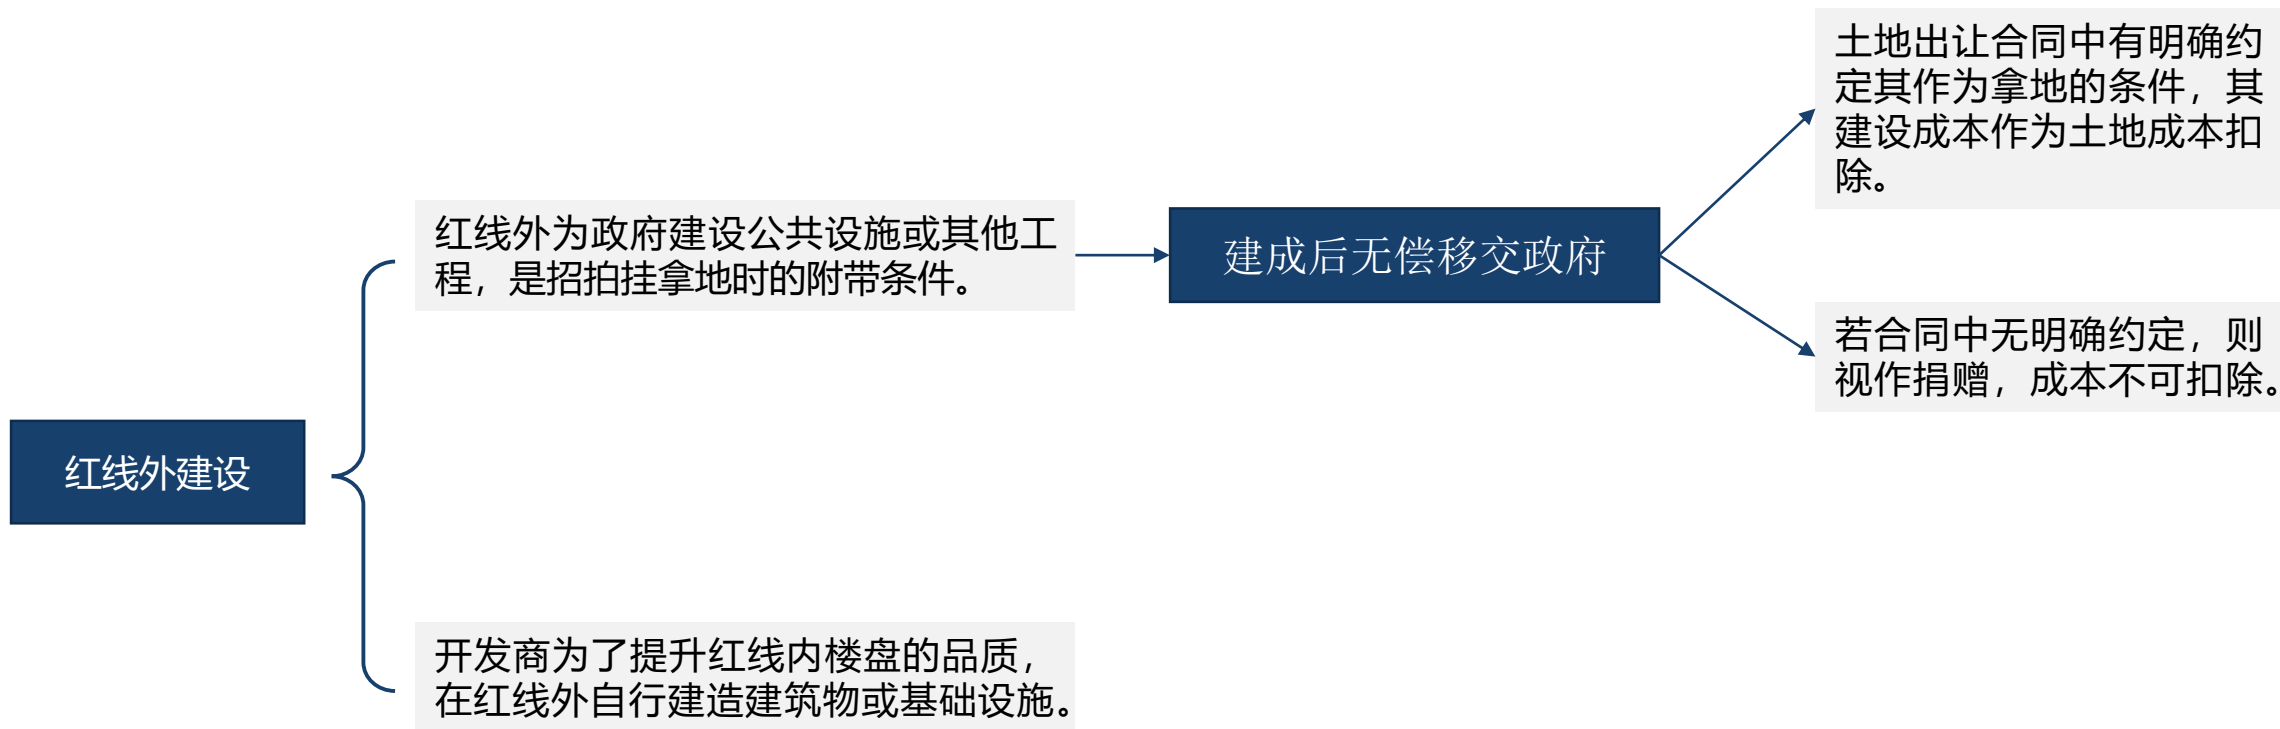 土地出让合同中有明确约
定其作为拿地的条件，其
建设成本作为土地成本扣
除。
红线外为政府建设公共设施或其他工
程，是招拍挂拿地时的附带条件。
建成后无偿移交政府
若合同中无明确约定，则
视作捐赠，成本不可扣除。
红线外建设
开发商为了提升红线内楼盘的品质，
在红线外自行建造建筑物或基础设施。